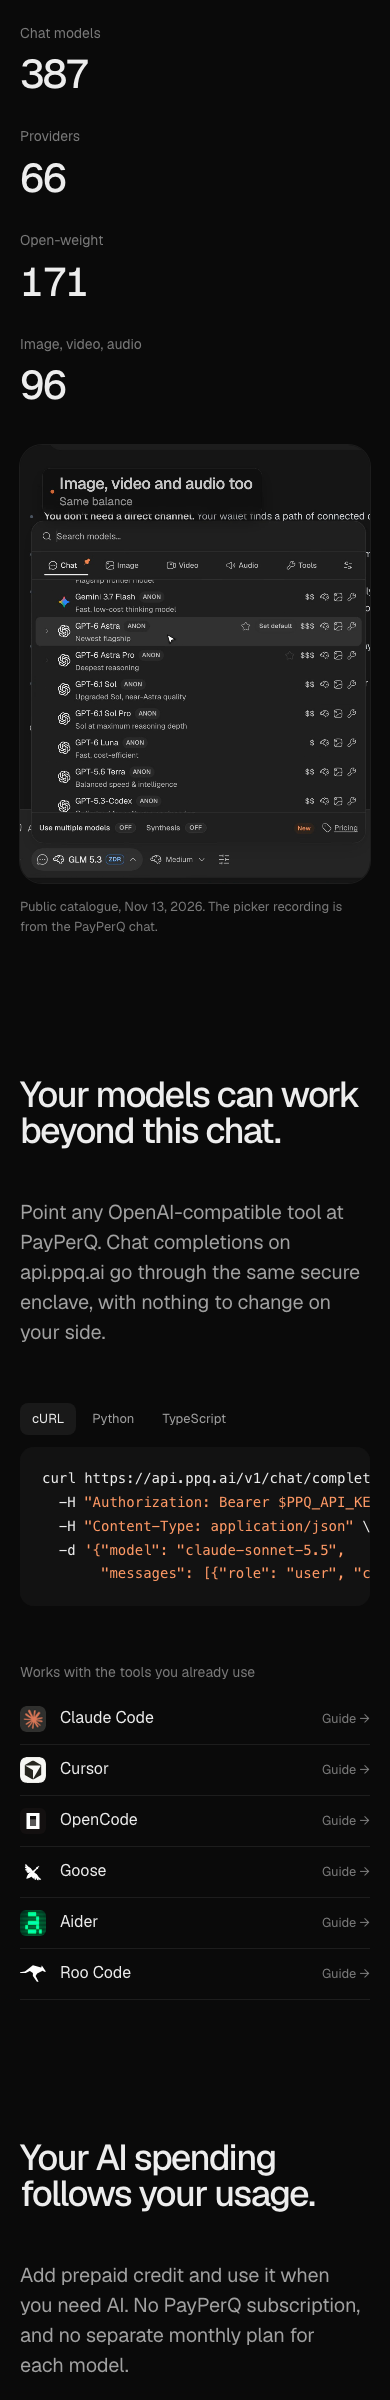 Chat models
387
Providers
66
Open-weight
171
Image, video, audio
96
Image, video and audio too
Same balance
You don't need a direct channel. Your wallet finds a path of connected c
Search models...
Chat Image Video Audio Tools
Flagship frontier model
Gemini 3.7 Flash ANON $$
Fast, low-cost thinking model
GPT-6 Astra ANON Set default $$$
Newest flagship
GPT-6 Astra Pro ANON $$$
Deepest reasoning
GPT-6.1 Sol ANON $$
Upgraded Sol, near-Astra quality
GPT-6.1 Sol Pro ANON $$
Sol at maximum reasoning depth
GPT-6 Luna ANON $
Fast, cost-efficient
GPT-5.6 Terra ANON $$
Balanced speed & intelligence
GPT-5.3-Codex ANON $$
Use multiple models OFF Synthesis OFF New Pricing
GLM 5.3 ZDR Medium
Public catalogue, Nov 13, 2026. The picker recording is
from the PayPerQ chat.
Your models can work
beyond this chat.
Point any OpenAI-compatible tool at
PayPerQ. Chat completions on
api.ppq.ai go through the same secure
enclave, with nothing to change on
your side.
cURL Python TypeScript
curl https://api.ppq.ai/v1/chat/complet
-H "Authorization: Bearer $PPQ_API_KE
-H "Content-Type: application/json" \
-d '{"model": "claude-sonnet-5.5",
"messages": [{"role": "user", "c
Works with the tools you already use
Claude Code Guide →
Cursor Guide →
OpenCode Guide →
Goose Guide →
Aider Guide →
Roo Code Guide →
Your AI spending
follows your usage.
Add prepaid credit and use it when
you need AI. No PayPerQ subscription,
and no separate monthly plan for
each model.